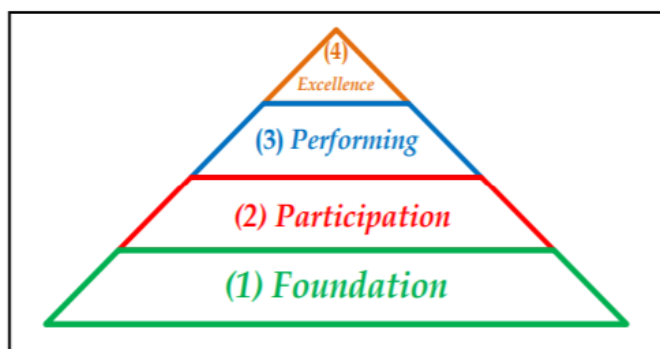 (4)
Excellence
(3) Performing
(2) Participation
(1) Foundation